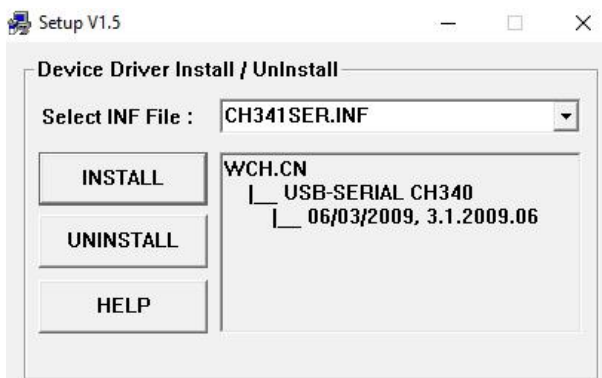 Setup V1.5
Device Driver Install / UnInstall
Select INF File : CH341SER.INF
INSTALL
UNINSTALL
HELP
WCH.CN
|__ USB-SERIAL CH340
|__ 06/03/2009, 3.1.2009.06